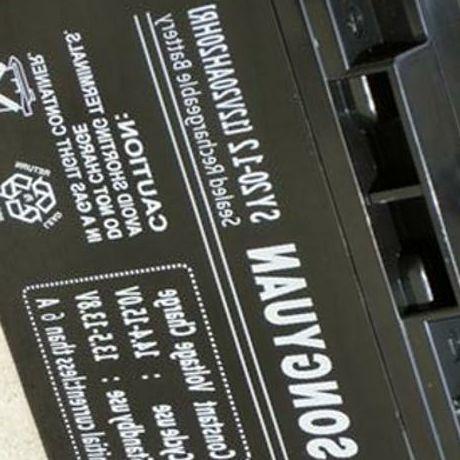 SONGYUAN
SY20-12 (12V20AH/20HR)
Sealed Rechargeable Battery
CAUTION:
AVOID SHORTING TERMINALS.
DO NOT CHARGE
IN A GAS TIGHT CONTAINER.
RETURN
Pb
Constant Voltage Charge
Cycle use : 14.4-15.0V
Standby use : 13.5-13.8V
Initial current: less than 6 A